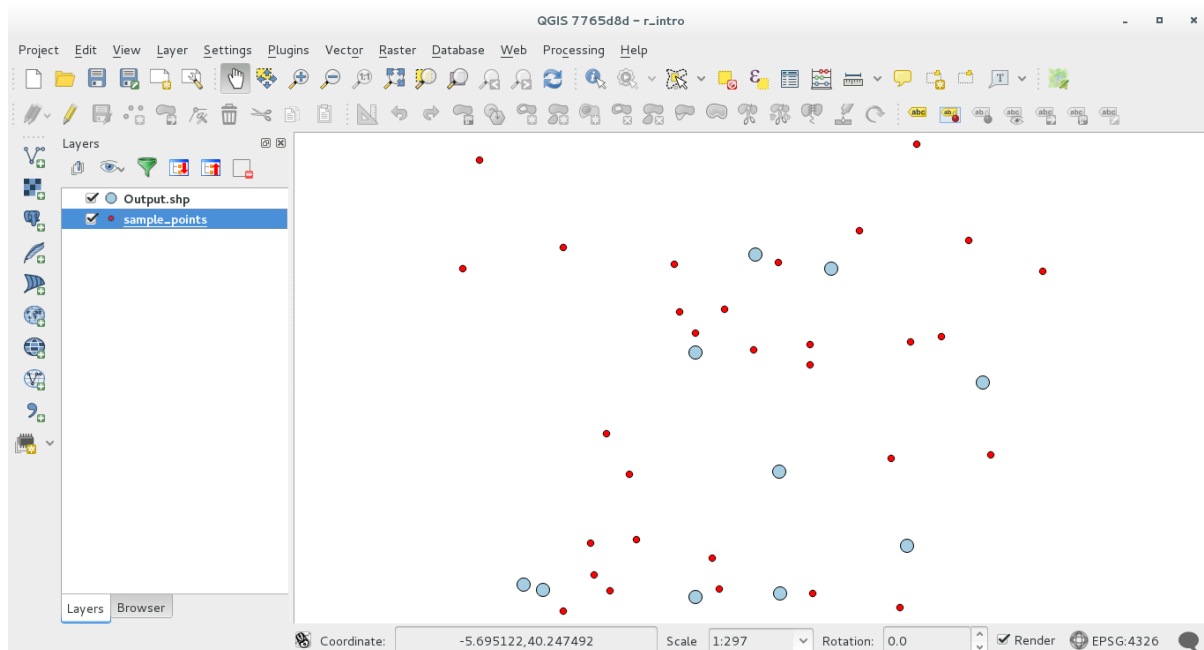 QGIS 7765d8d - r_intro
Project Edit View Layer Settings Plugins Vector Raster Database Web Processing Help
Layers
Output.shp
sample_points
Layers Browser
Coordinate: -5.695122,40.247492 Scale 1:297 Rotation: 0.0 Render EPSG:4326